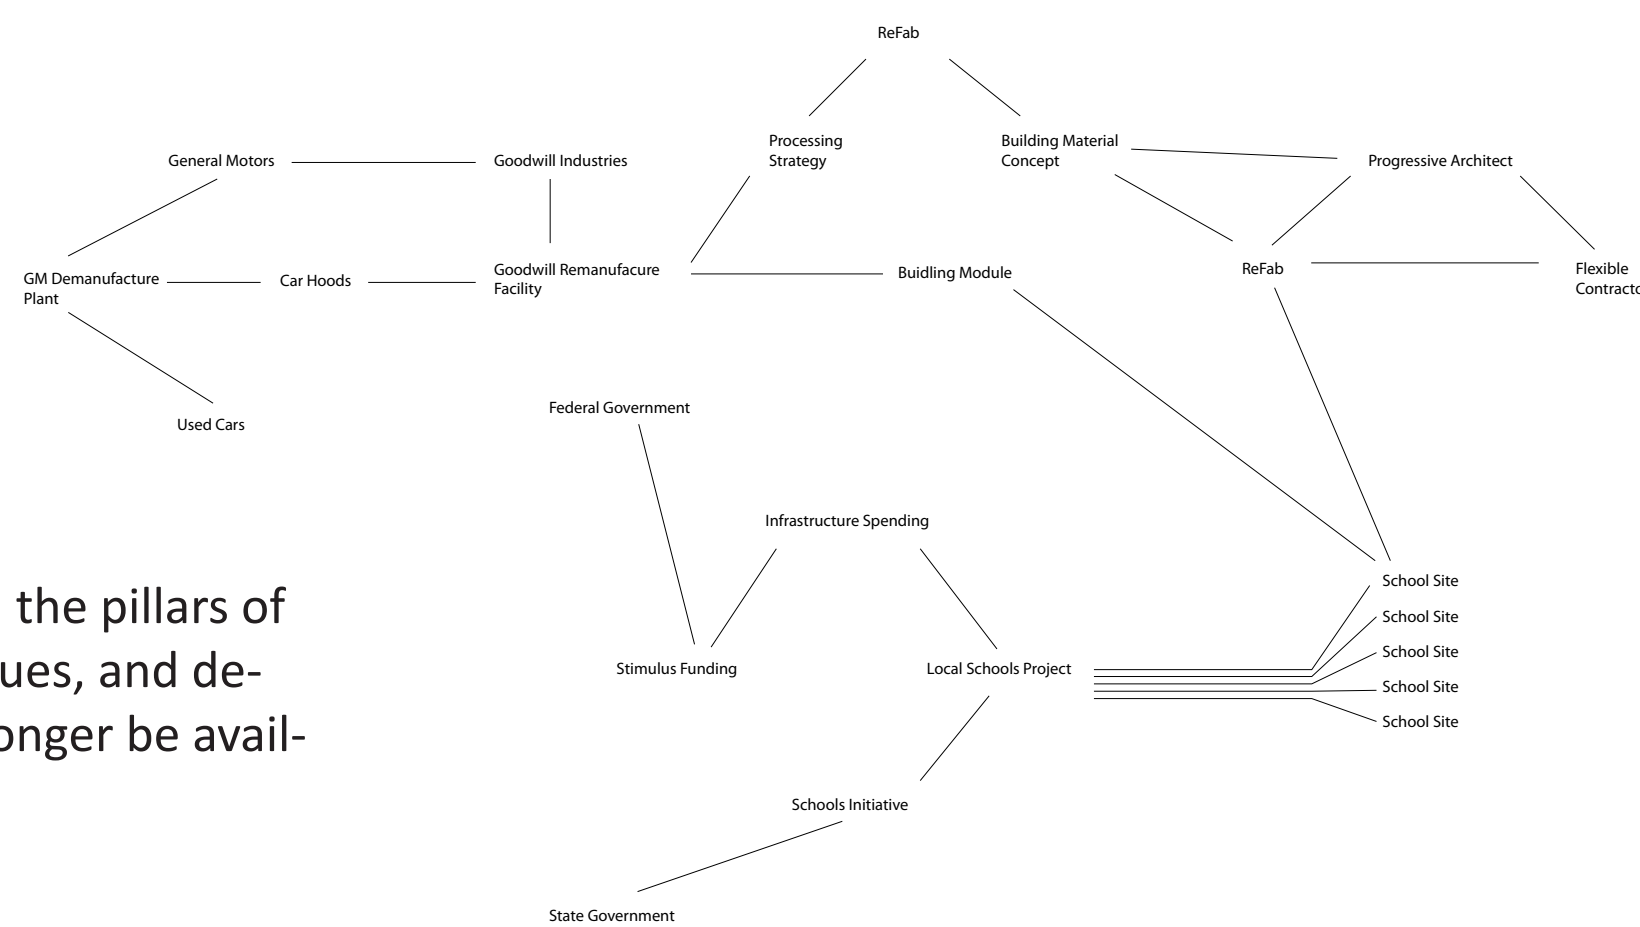 ReFab
Processing
Strategy
Building Material
Concept
General Motors
Goodwill Industries
Progressive Architect
GM Demanufacture
Plant
Car Hoods
Goodwill Remanufacure
Facility
Buidling Module
ReFab
Flexible
Used Cars
Federal Government
Infrastructure Spending
School Site
School Site
School Site
School Site
School Site
the pillars of
ues, and de-
onger be avail-
Stimulus Funding
Local Schools Project
Schools Initiative
State Government